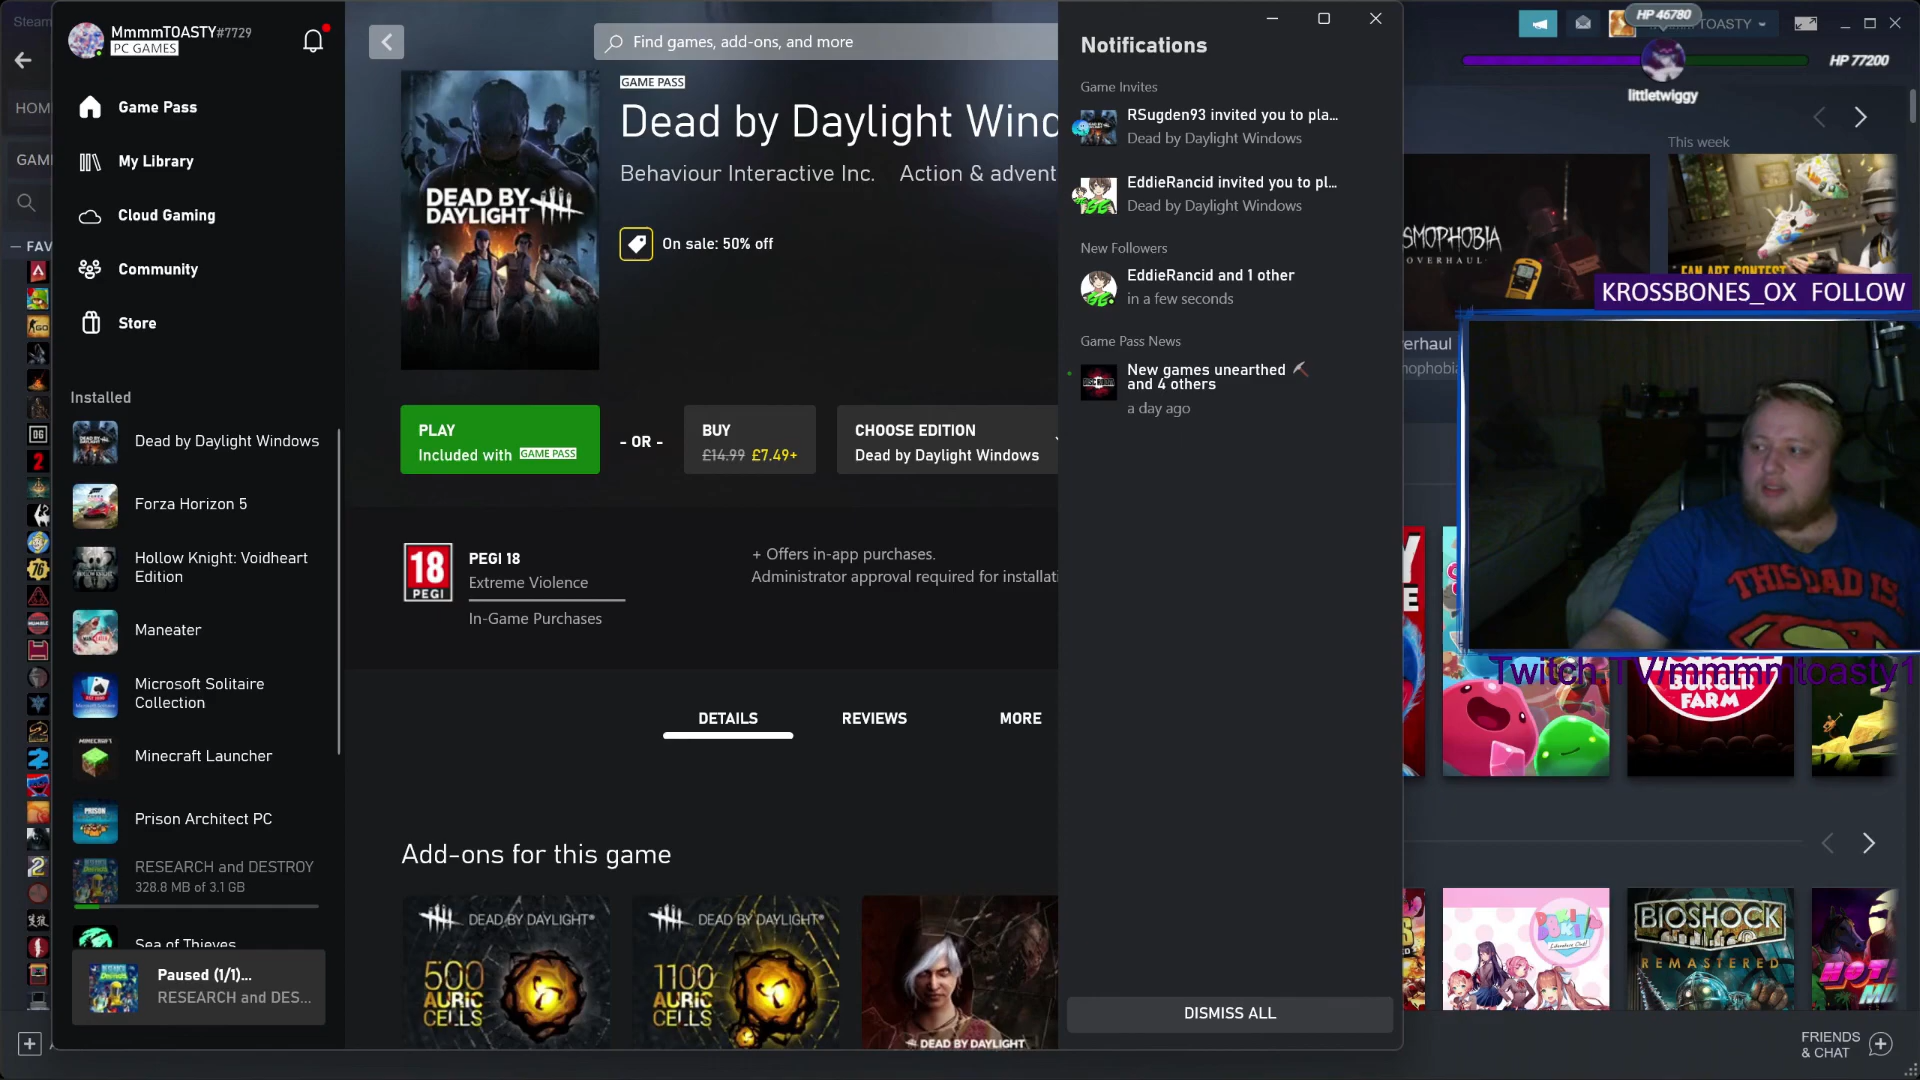 Steam
MmmmTOASTY#7729
PC GAMES
HOM
GAM
FAV
Game Pass
My Library
Cloud Gaming
Community
Store
Installed
Dead by Daylight Windows
Forza Horizon 5
Hollow Knight: Voidheart
Edition
Maneater
Microsoft Solitaire
Collection
Minecraft Launcher
Prison Architect PC
RESEARCH and DESTROY
328.8 MB of 3.1 GB
Sea of Thieves
Paused (1/1)...
RESEARCH and DES...
Find games, add-ons, and more
DEAD BY
DAYLIGHT
GAME PASS
Dead by Daylight Wind
Behaviour Interactive Inc. Action & advent
On sale: 50% off
PLAY
Included with GAME PASS
- OR -
BUY
£14.99 £7.49+
CHOOSE EDITION
Dead by Daylight Windows
18
PEGI
PEGI 18
Extreme Violence
In-Game Purchases
+ Offers in-app purchases.
Administrator approval required for installati
DETAILS
REVIEWS
MORE
Add-ons for this game
DEAD BY DAYLIGHT
500
AURIC
CELLS
DEAD BY DAYLIGHT
1100
AURIC
CELLS
DEAD BY DAYLIGHT
Notifications
Game Invites
RSugden93 invited you to pla...
Dead by Daylight Windows
EddieRancid invited you to pl...
Dead by Daylight Windows
New Followers
EddieRancid and 1 other
in a few seconds
Game Pass News
New games unearthed
and 4 others
a day ago
DISMISS ALL
HP 46780
TOASTY
HP 77200
littletwiggy
This week
SMOPHOBIA
OVERHAUL
FAN ART CONTEST
KROSSBONES_OX FOLLOW
erhaul
THIS DAD IS
Twitch.TV/mmmmtoasty1
BURGER
FARM
BIOSHOCK
REMASTERED
FRIENDS
& CHAT